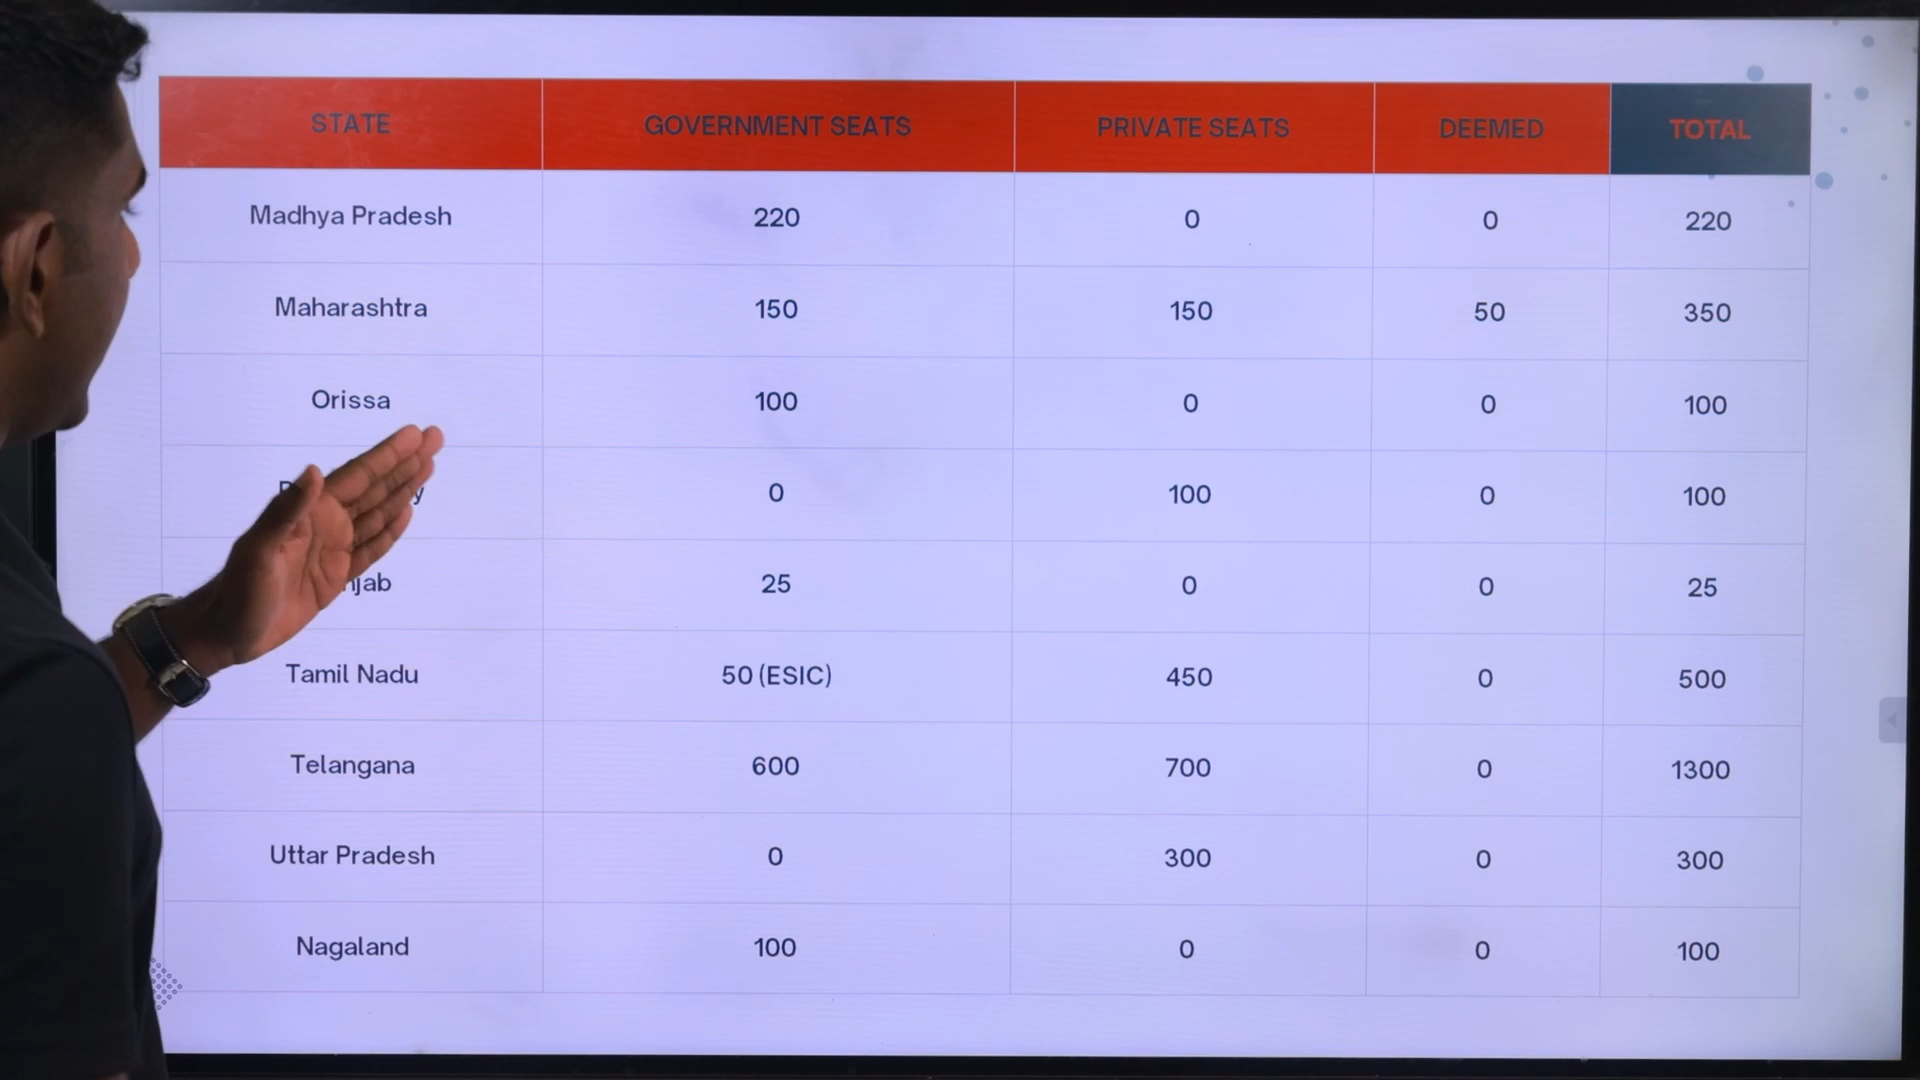 STATE GOVERNMENT SEATS PRIVATE SEATS DEEMED TOTAL
Madhya Pradesh 220 0 0 220
Maharashtra 150 150 50 350
Orissa 100 0 0 100
0 100 0 100
25 0 0 25
Tamil Nadu 50 (ESIC) 450 0 500
Telangana 600 700 0 1300
Uttar Pradesh 0 300 0 300
Nagaland 100 0 0 100